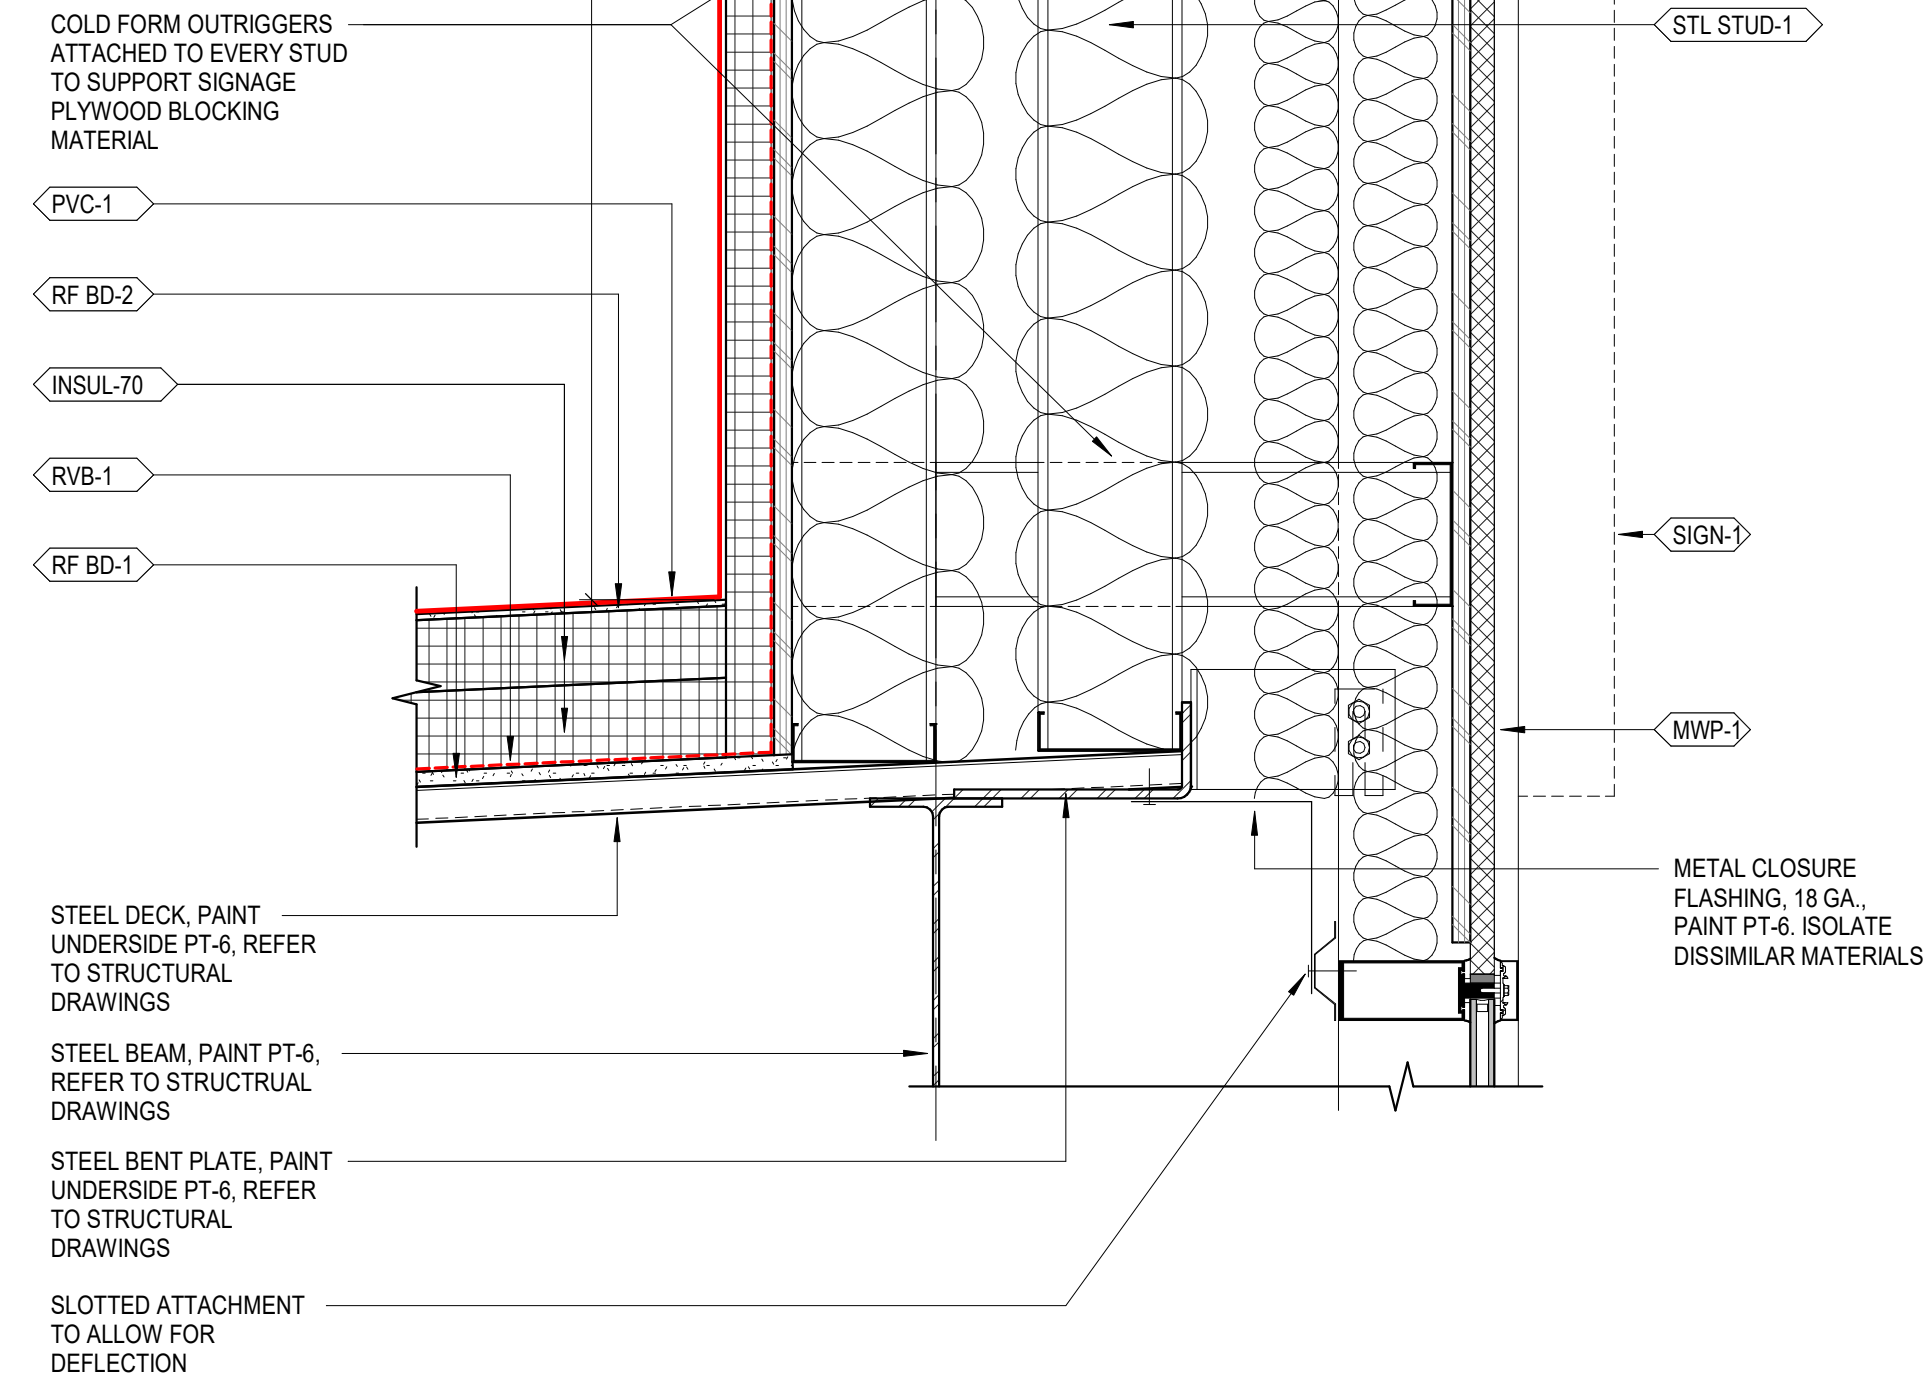 COLD FORM OUTRIGGERS
ATTACHED TO EVERY STUD
TO SUPPORT SIGNAGE
PLYWOOD BLOCKING
MATERIAL
PVC-1
RF BD-2
INSUL-70
RVB-1
RF BD-1
STEEL DECK, PAINT
UNDERSIDE PT-6, REFER
TO STRUCTURAL
DRAWINGS
STEEL BEAM, PAINT PT-6,
REFER TO STRUCTRUAL
DRAWINGS
STEEL BENT PLATE, PAINT
UNDERSIDE PT-6, REFER
TO STRUCTURAL
DRAWINGS
SLOTTED ATTACHMENT
TO ALLOW FOR
DEFLECTION
STL STUD-1
SIGN-1
MWP-1
METAL CLOSURE
FLASHING, 18 GA.,
PAINT PT-6. ISOLATE
DISSIMILAR MATERIALS